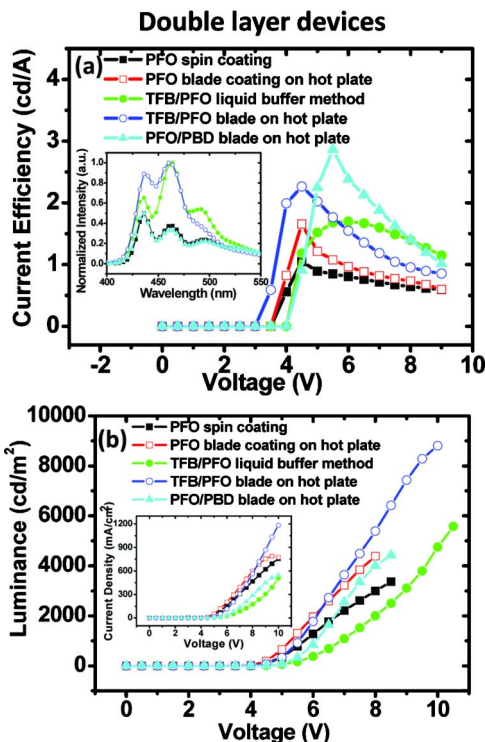 Double layer devices
(a)
PFO spin coating
PFO blade coating on hot plate
TFB/PFO liquid buffer method
TFB/PFO blade on hot plate
PFO/PBD blade on hot plate
Current Efficiency (cd/A)
4
3
2
1
0
Normalized Intensity (a.u.)
1.0
0.8
0.6
0.4
0.2
0.0
400 450 500 550
Wavelength (nm)
-2 0 2 4 6 8 10
Voltage (V)
(b)
PFO spin coating
PFO blade coating on hot plate
TFB/PFO liquid buffer method
TFB/PFO blade on hot plate
PFO/PBD blade on hot plate
Luminance (cd/m²)
10000
8000
6000
4000
2000
0
Current Density (mA/cm²)
1200
900
600
300
0
0 2 4 6 8 10
Voltage (V)
0 1 2 3 4 5 6 7 8 9 10 11
Voltage (V)